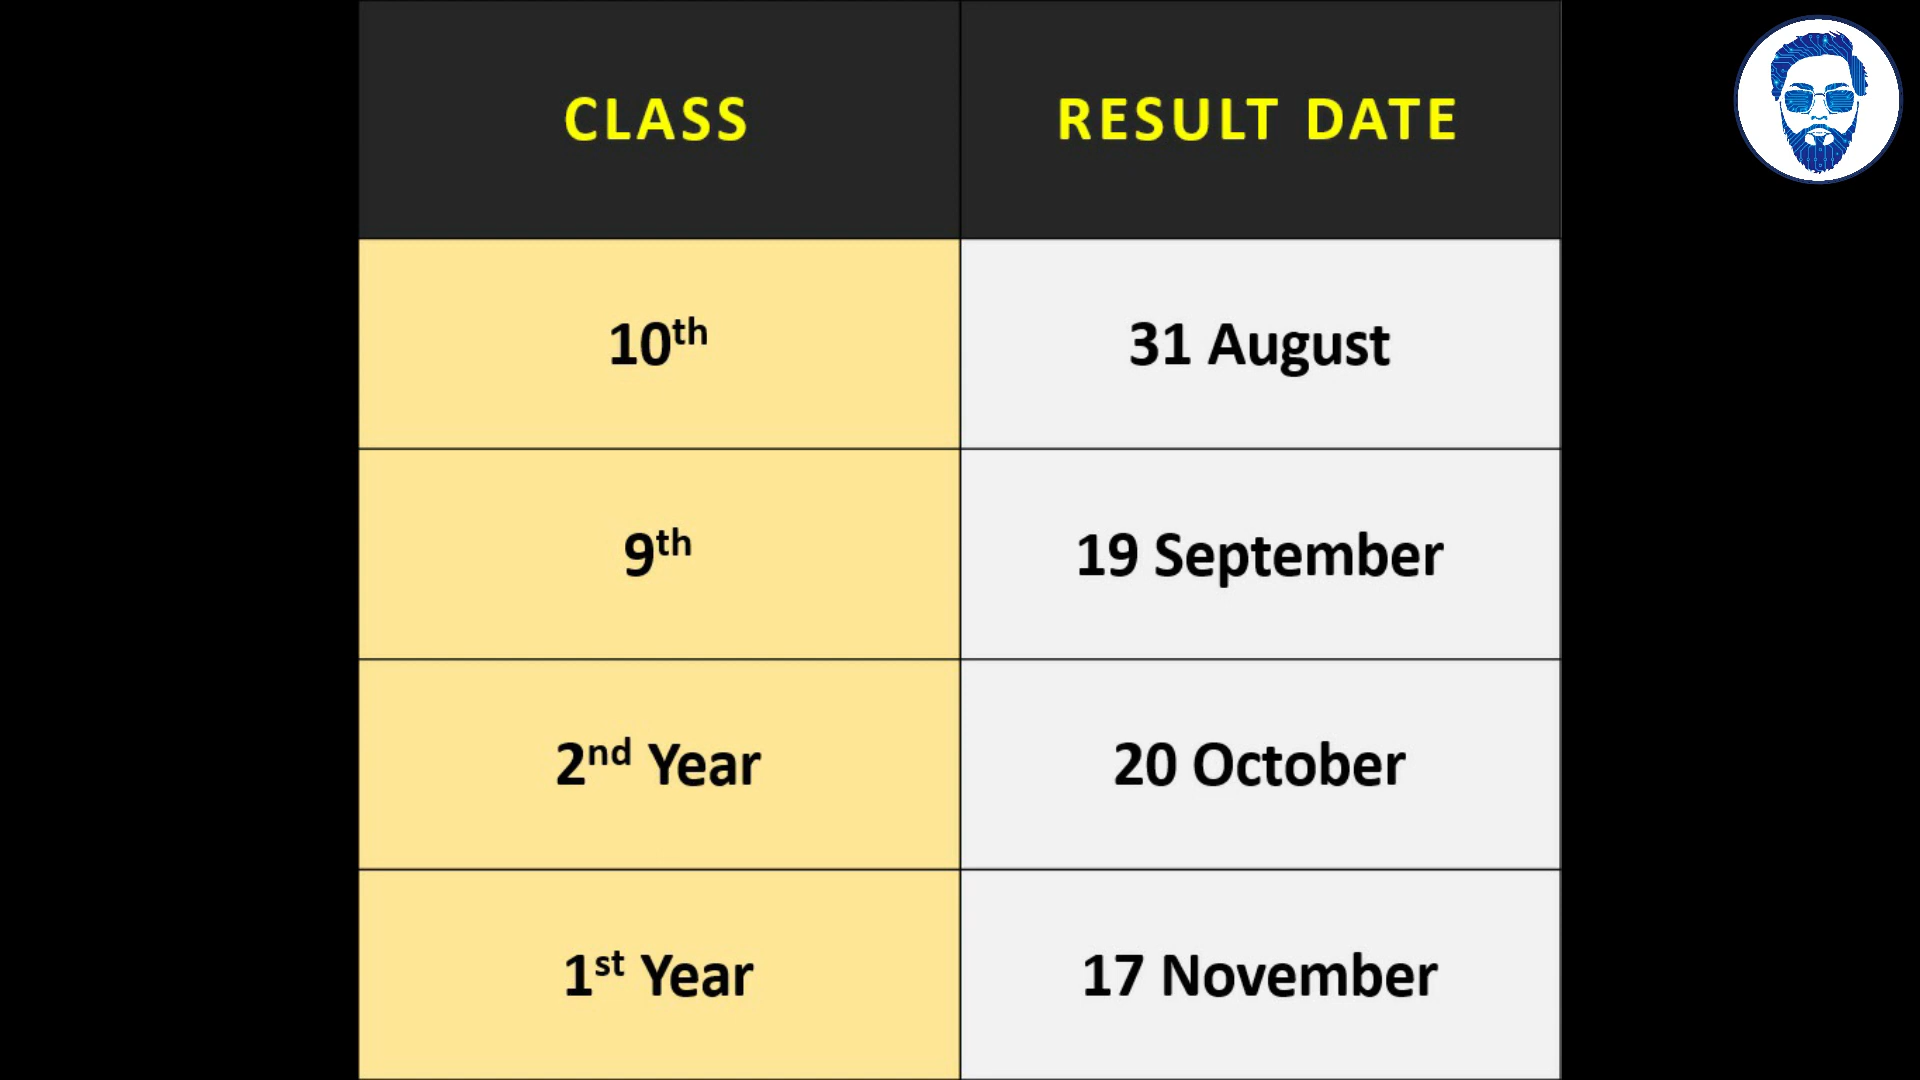 CLASS RESULT DATE
10th 31 August
9th 19 September
2nd Year 20 October
1st Year 17 November